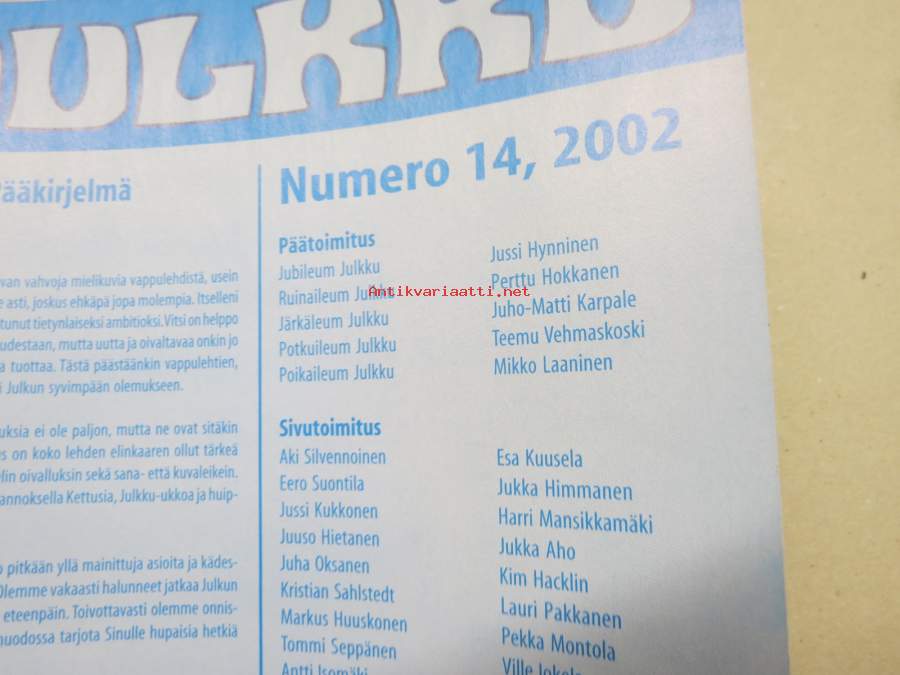 ULKKU
Pääkirjelmä
van vahvoja mielikuvia vappulehdistä, usein
e asti, joskus ehkäpä jopa molempia. Itselleni
tunut tietynlaiseksi ambitioksi. Vitsi on helppo
udestaan, mutta uutta ja oivaltavaa onkin jo
a tuottaa. Tästä päästäänkin vappulehtien,
i Julkun syvimpään olemukseen.
uksia ei ole paljon, mutta ne ovat sitäkin
s on koko lehden elinkaaren ollut tärkeä
lin oivalluksin sekä sana- että kuvaleikein.
annoksella Kettusia, Julkku-ukkoa ja huip-
o pitkään yllä mainittuja asioita ja kädes-
Olemme vakaasti halunneet jatkaa Julkun
eteenpäin. Toivottavasti olemme onnis-
muodossa tarjota Sinulle hupaisia hetkiä
Numero 14, 2002
Päätoimitus
Jubileum Julkku
Ruinaileum Julkku
Järkäleum Julkku
Potkuileum Julkku
Poikaileum Julkku
Jussi Hynninen
Perttu Hokkanen
Juho-Matti Karpale
Teemu Vehmaskoski
Mikko Laaninen
Antikvariaatti.net
Sivutoimitus
Aki Silvennoinen
Eero Suontila
Jussi Kukkonen
Juuso Hietanen
Juha Oksanen
Kristian Sahlstedt
Markus Huuskonen
Tommi Seppänen
Antti Isomäki
Esa Kuusela
Jukka Himmanen
Harri Mansikkamäki
Jukka Aho
Kim Hacklin
Lauri Pakkanen
Pekka Montola
Ville Jokela